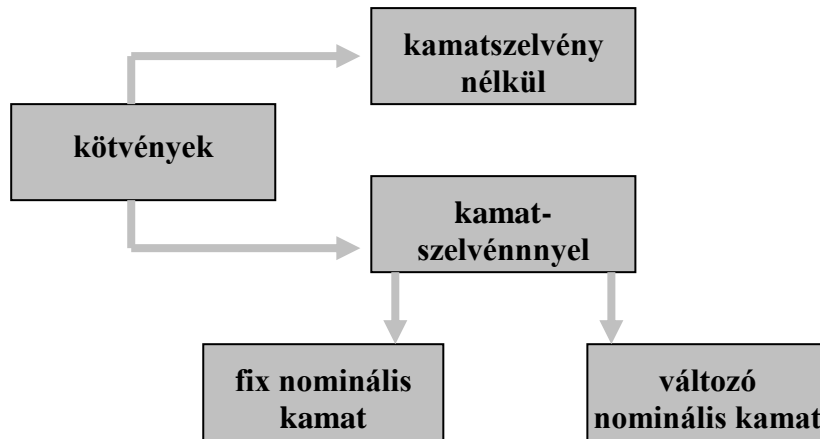 kamatszelvény
nélkül
kötvények
kamat-
szelvénnnyel
fix nominális
kamat
változó
nominális kamat